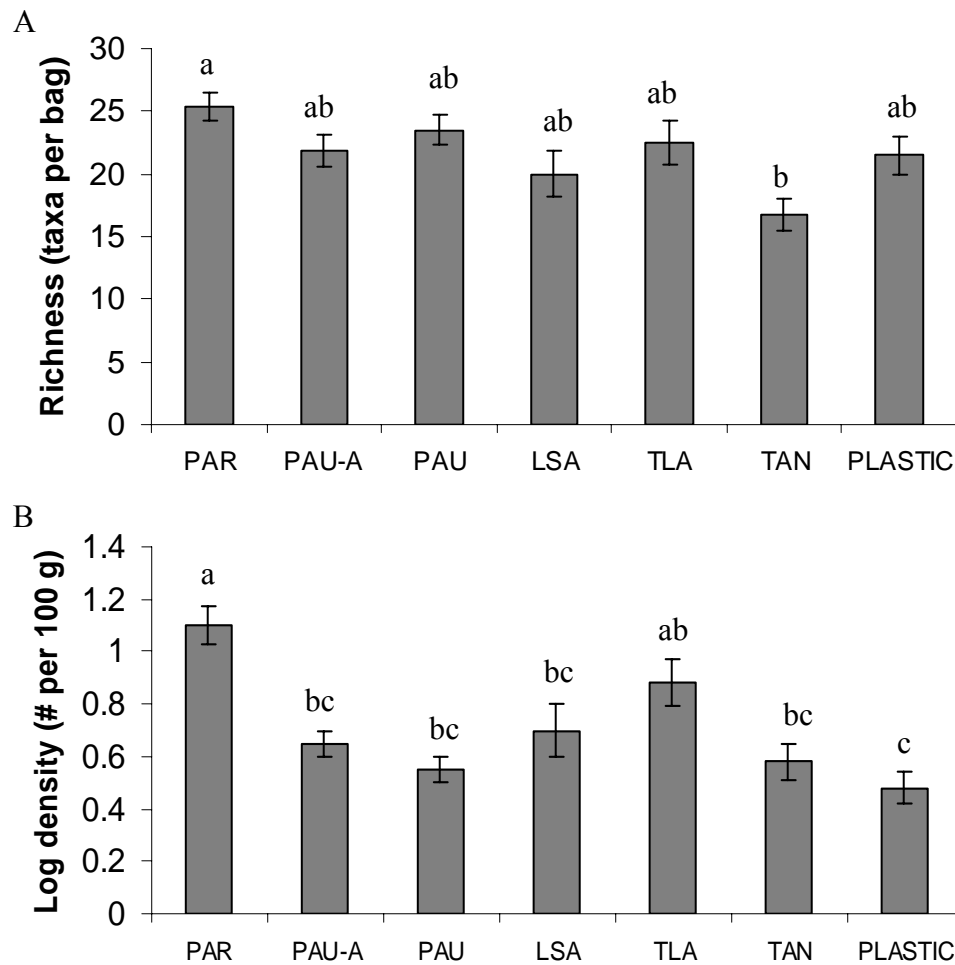 A
Richness (taxa per bag)
30
25
20
15
10
5
0
a
ab
ab
ab
ab
b
ab
PAR PAU-A PAU LSA TLA TAN PLASTIC
B
Log density (# per 100 g)
1.4
1.2
1
0.8
0.6
0.4
0.2
0
a
bc
bc
bc
ab
bc
c
PAR PAU-A PAU LSA TLA TAN PLASTIC